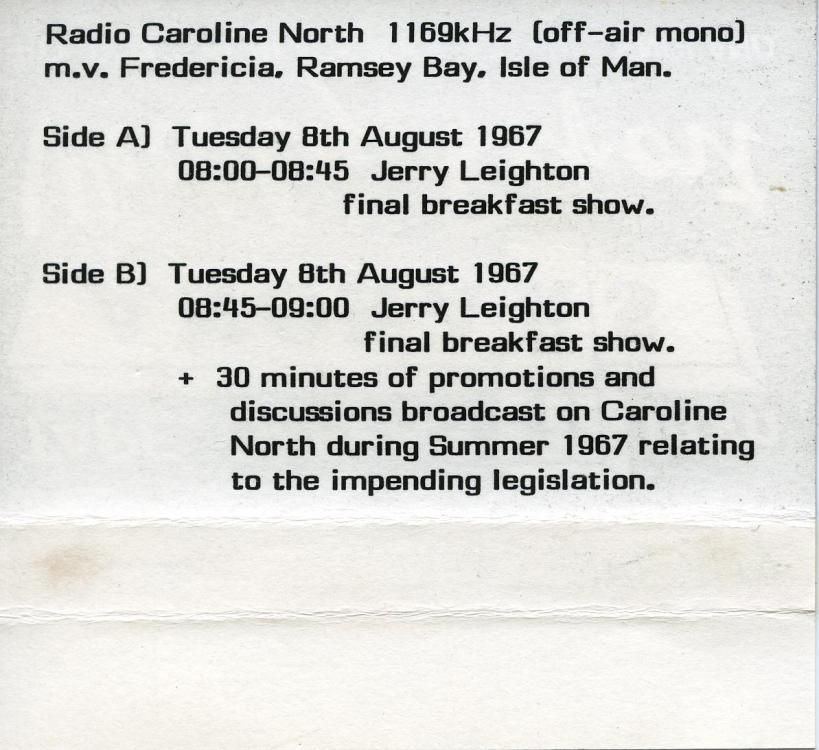 Radio Caroline North 1169kHz (off-air mono)
m.v. Fredericia, Ramsey Bay, Isle of Man.
Side A) Tuesday 8th August 1967
08:00-08:45 Jerry Leighton
final breakfast show.
Side B) Tuesday 8th August 1967
08:45-09:00 Jerry Leighton
final breakfast show.
+ 30 minutes of promotions and
discussions broadcast on Caroline
North during Summer 1967 relating
to the impending legislation.